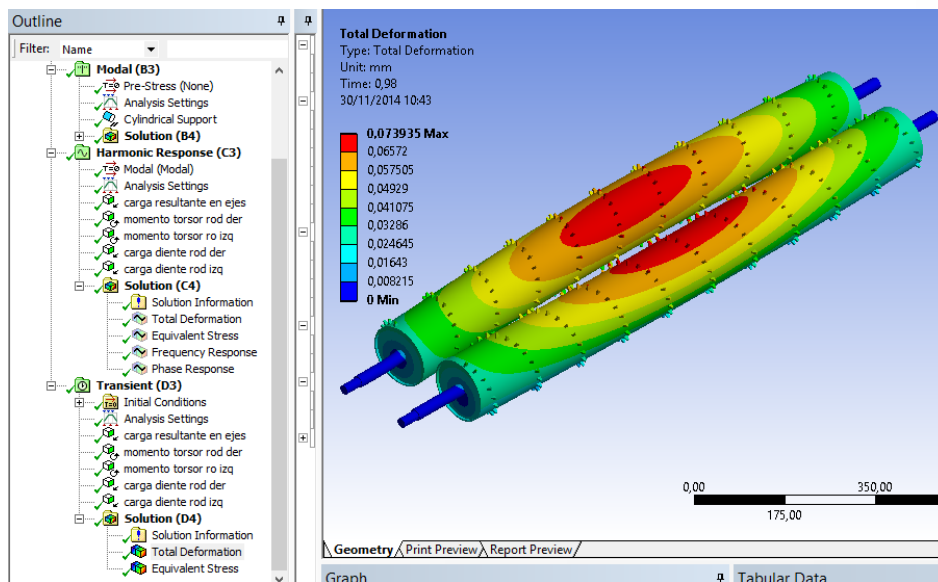 Outline
Filter: Name
Modal (B3)
Pre-Stress (None)
Analysis Settings
Cylindrical Support
Solution (B4)
Harmonic Response (C3)
Modal (Modal)
Analysis Settings
carga resultante en ejes
momento torsor rod der
momento torsor ro izq
carga diente rod der
carga diente rod izq
Solution (C4)
Solution Information
Total Deformation
Equivalent Stress
Frequency Response
Phase Response
Transient (D3)
Initial Conditions
Analysis Settings
carga resultante en ejes
momento torsor rod der
momento torsor ro izq
carga diente rod der
carga diente rod izq
Solution (D4)
Solution Information
Total Deformation
Equivalent Stress
Total Deformation
Type: Total Deformation
Unit: mm
Time: 0,98
30/11/2014 10:43
0,073935 Max
0,06572
0,057505
0,04929
0,041075
0,03286
0,024645
0,01643
0,008215
0 Min
0,00 350,00
175,00
Geometry Print Preview Report Preview
Graph Tabular Data